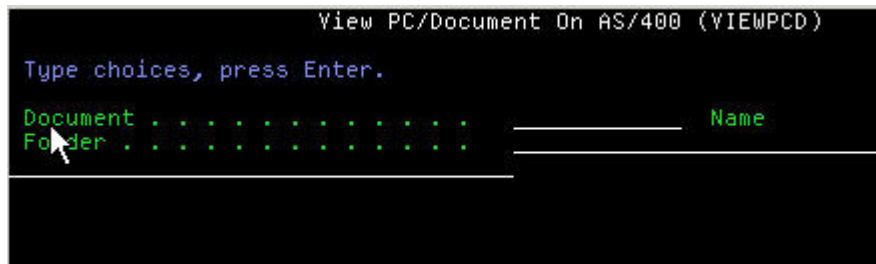 View PC/Document On AS/400 (VIEWPCD)
Type choices, press Enter.
Document . . . . . . . . . . . . Name
Folder . . . . . . . . . . . . .